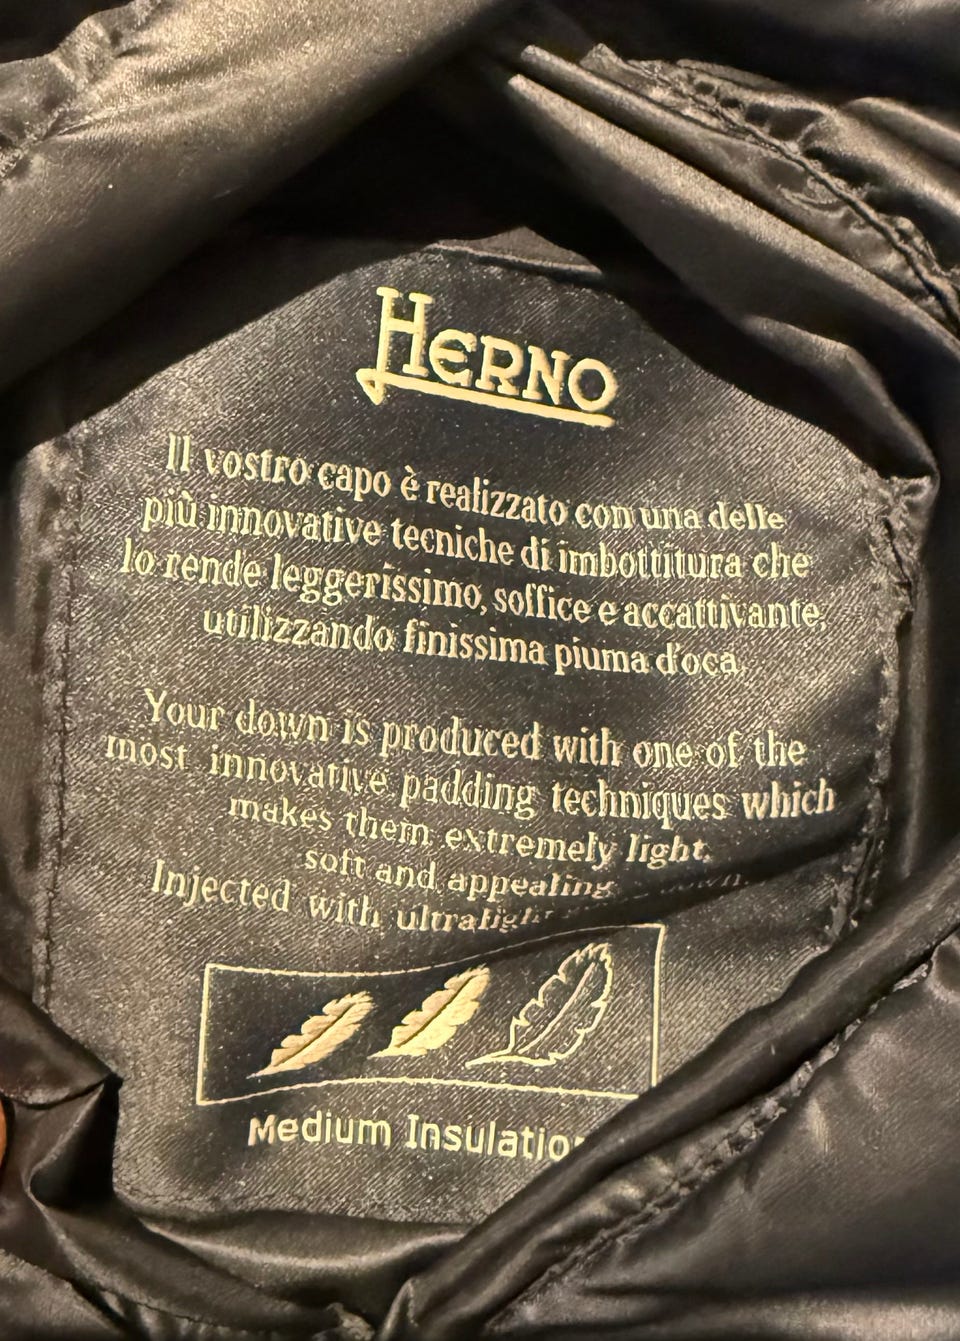 HERNO
Il vostro capo è realizzato con una delle
più innovative tecniche di imbottitura che
lo rende leggerissimo, soffice e accattivante,
utilizzando finissima piuma d'oca
Your down is produced with one of the
most innovative padding techniques which
makes them extremely light,
soft and appealing
Injected with
Medium